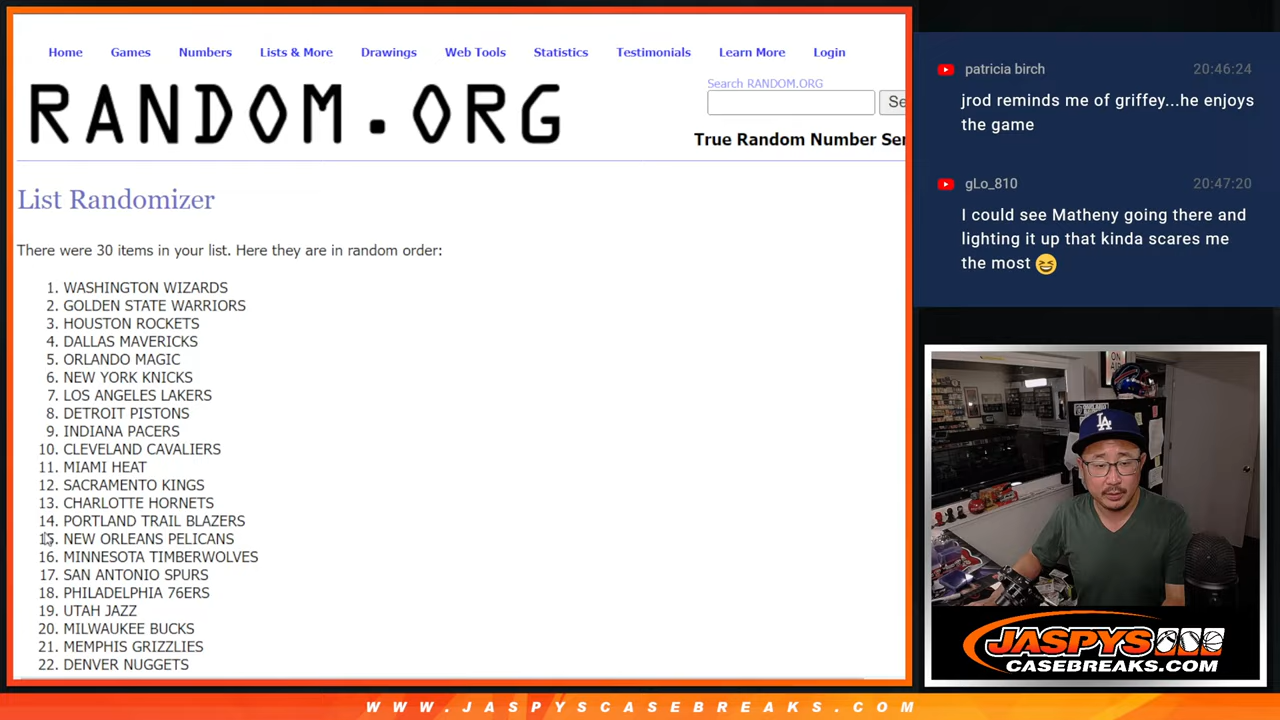 Home Games Numbers Lists & More Drawings Web Tools Statistics Testimonials Learn More Login
RANDOM.ORG
Search RANDOM.ORG
Se
True Random Number Ser
List Randomizer
There were 30 items in your list. Here they are in random order:
1. WASHINGTON WIZARDS
2. GOLDEN STATE WARRIORS
3. HOUSTON ROCKETS
4. DALLAS MAVERICKS
5. ORLANDO MAGIC
6. NEW YORK KNICKS
7. LOS ANGELES LAKERS
8. DETROIT PISTONS
9. INDIANA PACERS
10. CLEVELAND CAVALIERS
11. MIAMI HEAT
12. SACRAMENTO KINGS
13. CHARLOTTE HORNETS
14. PORTLAND TRAIL BLAZERS
15. NEW ORLEANS PELICANS
16. MINNESOTA TIMBERWOLVES
17. SAN ANTONIO SPURS
18. PHILADELPHIA 76ERS
19. UTAH JAZZ
20. MILWAUKEE BUCKS
21. MEMPHIS GRIZZLIES
22. DENVER NUGGETS
patricia birch 20:46:24
jrod reminds me of griffey...he enjoys
the game
gLo_810 20:47:20
I could see Matheny going there and
lighting it up that kinda scares me
the most 😆
ON
AIR
LA
JASPYS
CASEBREAKS.COM
WWW.JASPYSCASEBREAKS.COM